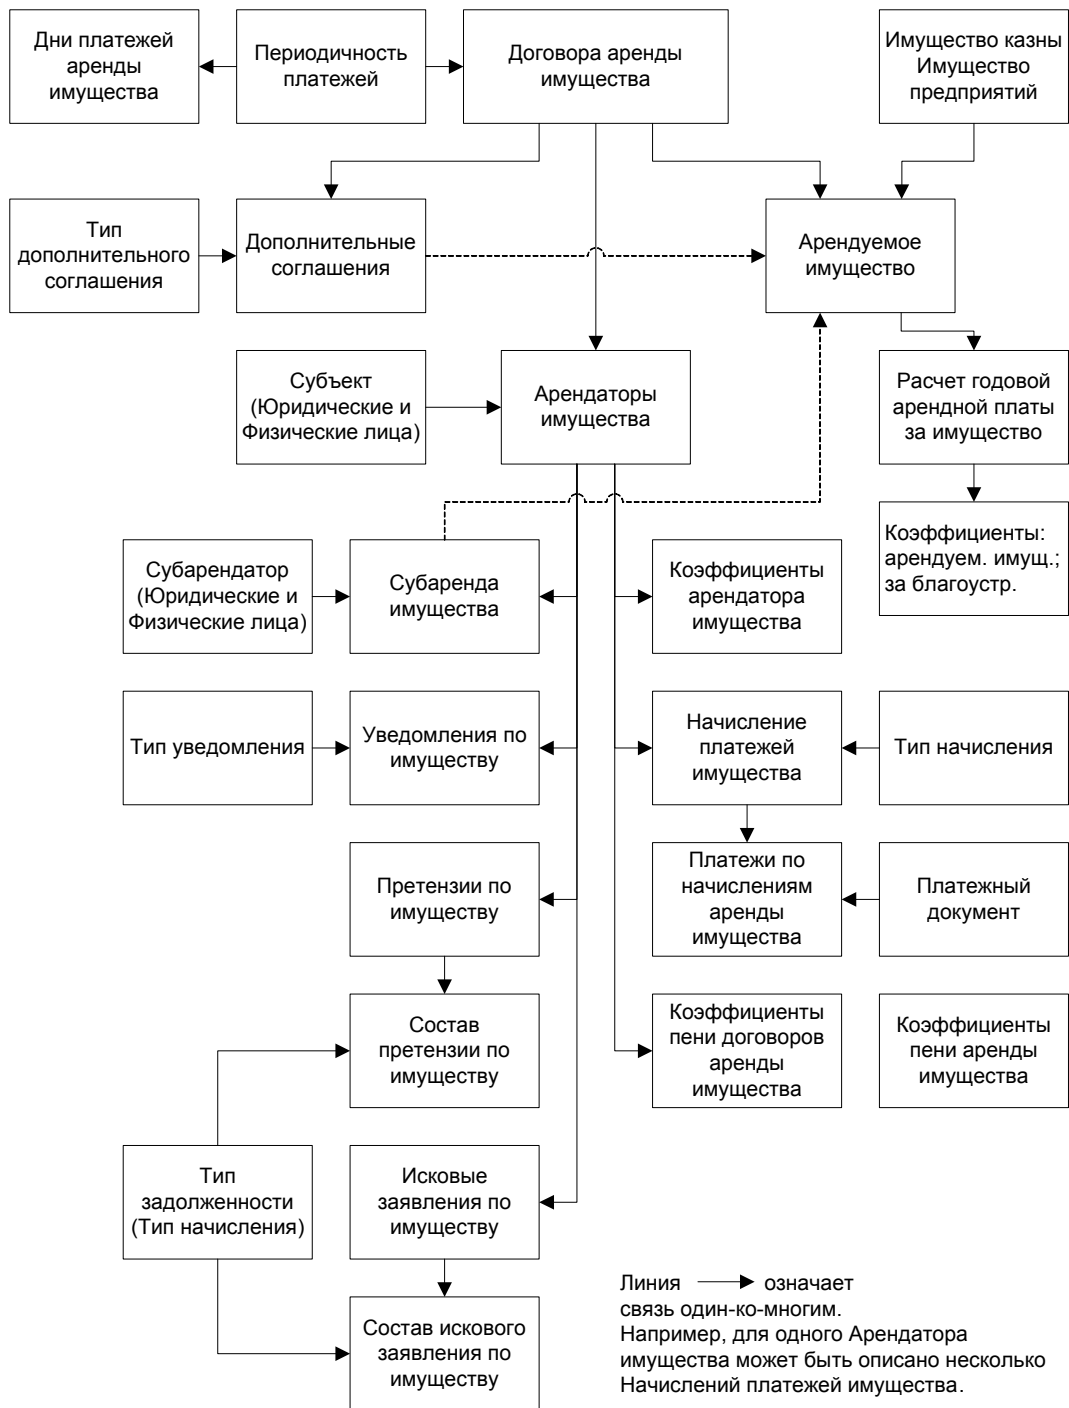 Дни платежей
аренды
имущества
Периодичность
платежей
Договора аренды
имущества
Имущество казны
Имущество
предприятий
Тип
дополнительного
соглашения
Дополнительные
соглашения
Арендуемое
имущество
Субъект
(Юридические и
Физические лица)
Арендаторы
имущества
Расчет годовой
арендной платы
за имущество
Субарендатор
(Юридические и
Физические лица)
Субаренда
имущества
Коэффициенты
арендатора
имущества
Коэффициенты:
арендуем. имущ.;
за благоустр.
Тип уведомления
Уведомления по
имуществу
Начисление
платежей
имущества
Тип начисления
Претензии по
имуществу
Платежи по
начислениям
аренды
имущества
Платежный
документ
Состав
претензии по
имуществу
Коэффициенты
пени договоров
аренды
имущества
Коэффициенты
пени аренды
имущества
Тип
задолженности
(Тип начисления)
Исковые
заявления по
имуществу
Состав искового
заявления по
имуществу
Линия означает
связь один-ко-многим.
Например, для одного Арендатора
имущества может быть описано несколько
Начислений платежей имущества.